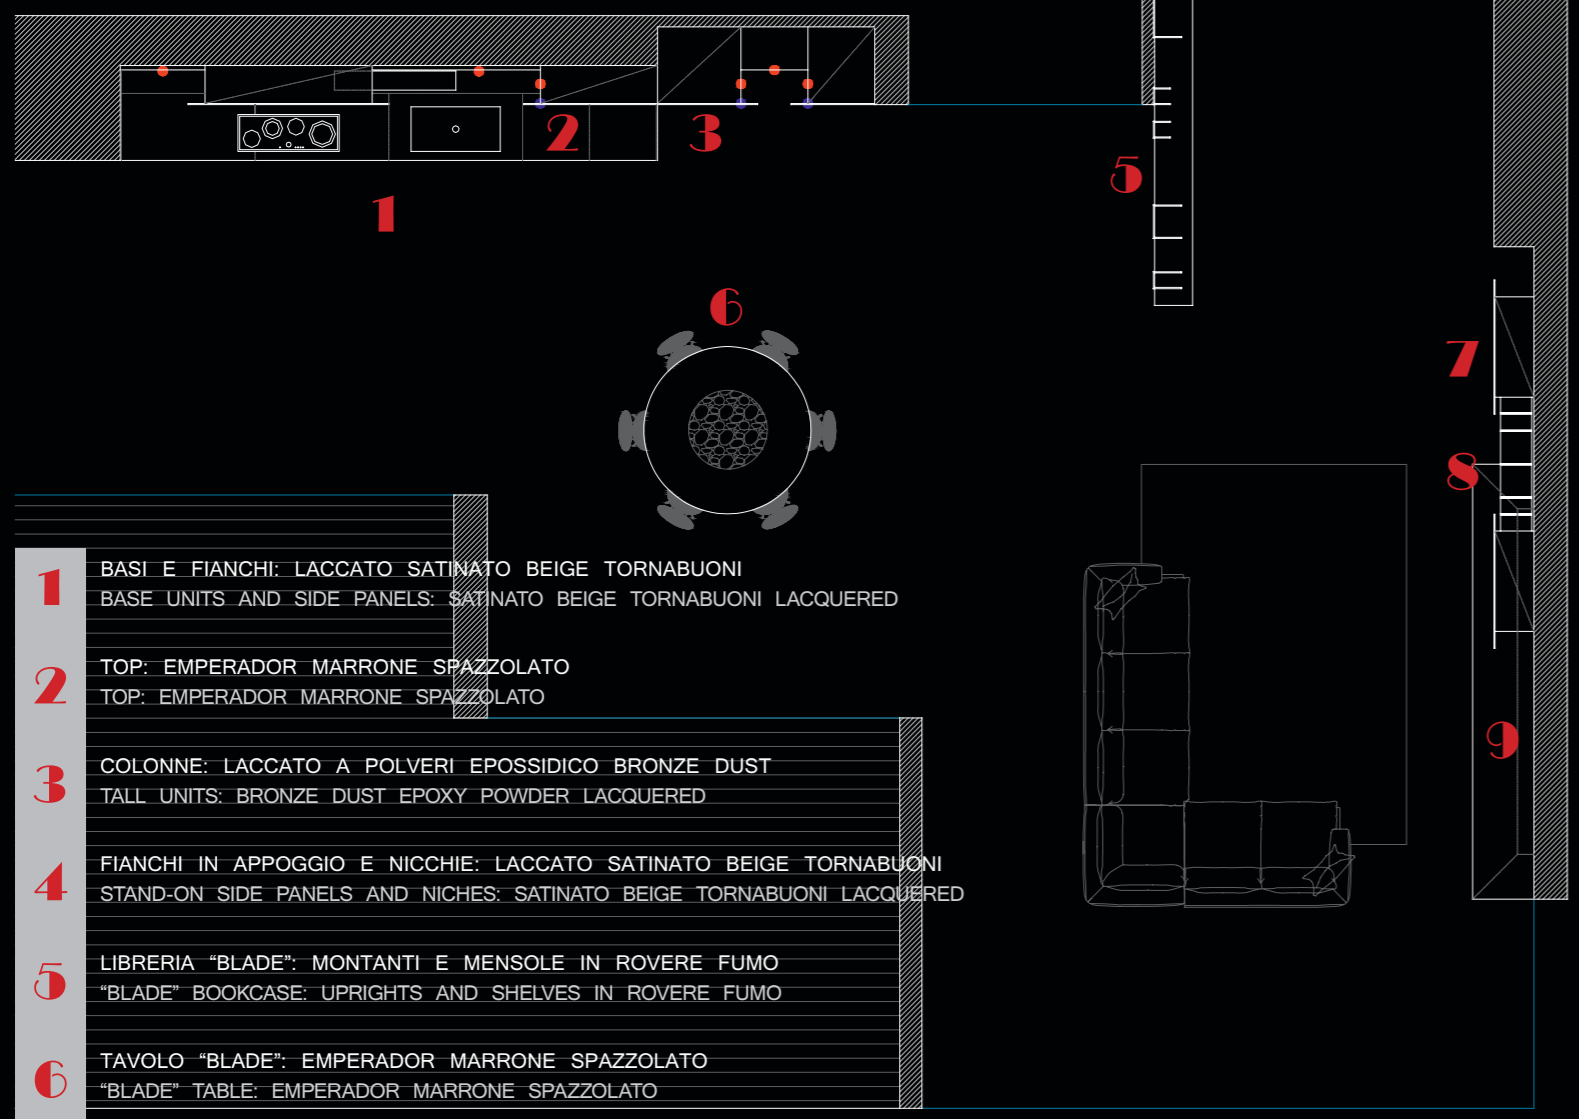 2
3
5
1
6
7
8
1
BASI E FIANCHI: LACCATO SATINATO BEIGE TORNABUONI
BASE UNITS AND SIDE PANELS: SATINATO BEIGE TORNABUONI LACQUERED
2
TOP: EMPERADOR MARRONE SPAZZOLATO
TOP: EMPERADOR MARRONE SPAZZOLATO
9
3
COLONNE: LACCATO A POLVERI EPOSSIDICO BRONZE DUST
TALL UNITS: BRONZE DUST EPOXY POWDER LACQUERED
4
FIANCHI IN APPOGGIO E NICCHIE: LACCATO SATINATO BEIGE TORNABUONI
STAND-ON SIDE PANELS AND NICHES: SATINATO BEIGE TORNABUONI LACQUERED
5
LIBRERIA “BLADE”: MONTANTI E MENSOLE IN ROVERE FUMO
“BLADE” BOOKCASE: UPRIGHTS AND SHELVES IN ROVERE FUMO
6
TAVOLO “BLADE”: EMPERADOR MARRONE SPAZZOLATO
“BLADE” TABLE: EMPERADOR MARRONE SPAZZOLATO